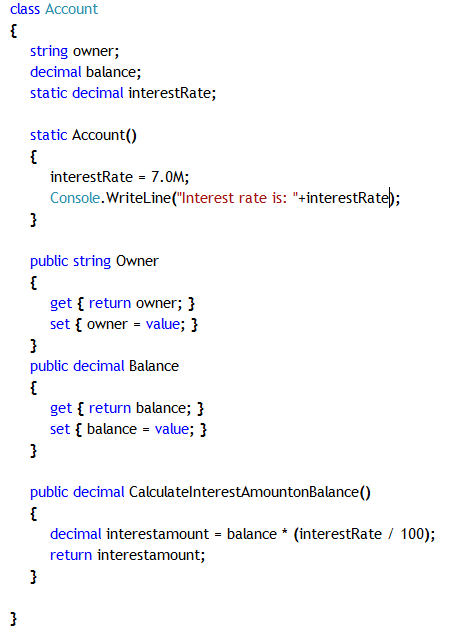 class Account
{
string owner;
decimal balance;
static decimal interestRate;
static Account()
{
interestRate = 7.0M;
Console.WriteLine("Interest rate is: "+interestRate);
}
public string Owner
{
get { return owner; }
set { owner = value; }
}
public decimal Balance
{
get { return balance; }
set { balance = value; }
}
public decimal CalculateInterestAmountonBalance()
{
decimal interestamount = balance * (interestRate / 100);
return interestamount;
}
}